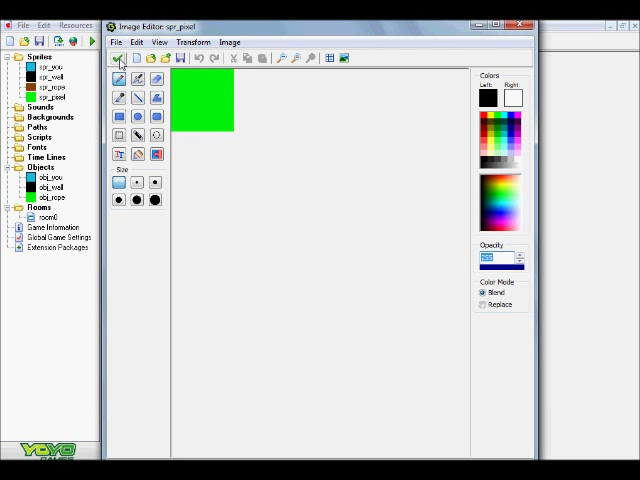 File Edit Resources
Image Editor: spr_pixel
File Edit View Transform Image
Sprites
spr_you
spr_wall
spr_rope
spr_pixel
Sounds
Backgrounds
Paths
Scripts
Fonts
Time Lines
Objects
obj_you
obj_wall
obj_rope
Rooms
room0
Game Information
Global Game Settings
Extension Packages
Size
Colors
Left:
Right:
Opacity
255
Color Mode
Blend
Replace
YOYO
GAMES